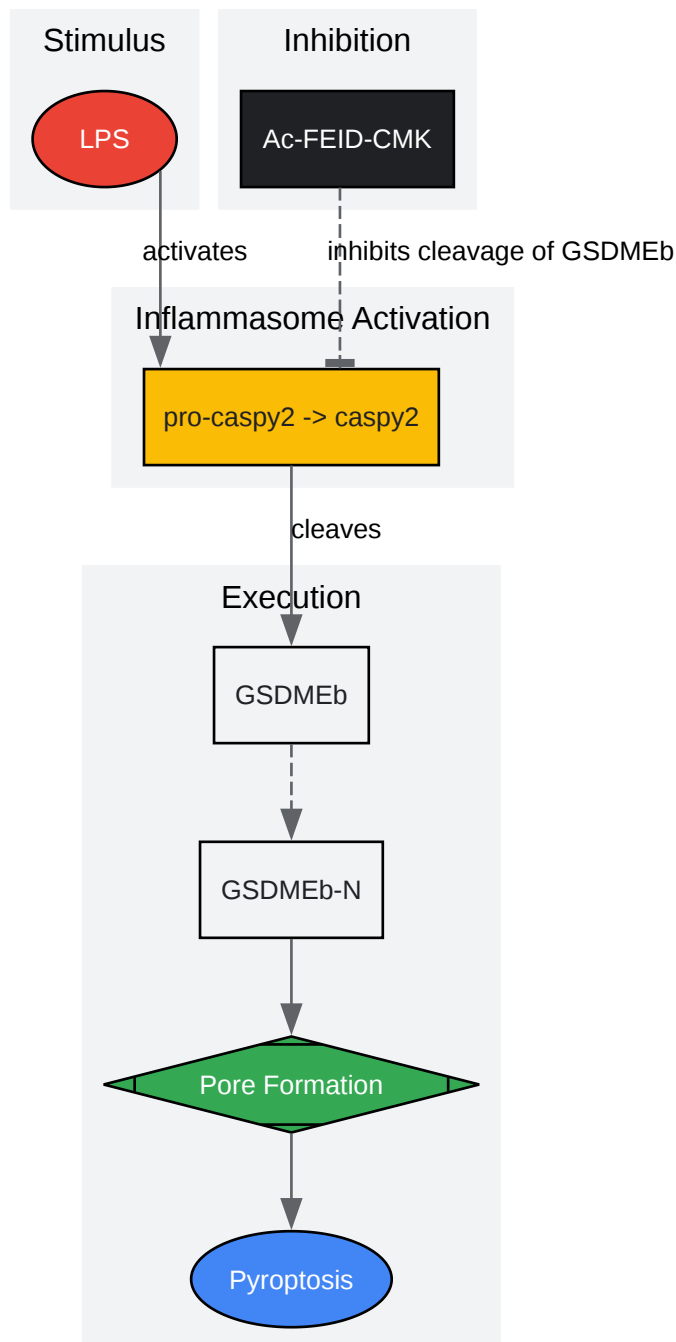 Stimulus
Inhibition
LPS
Ac-FEID-CMK
activates
inhibits cleavage of GSDMEb
Inflammasome Activation
pro-caspy2 -> caspy2
cleaves
Execution
GSDMEb
GSDMEb-N
Pore Formation
Pyroptosis